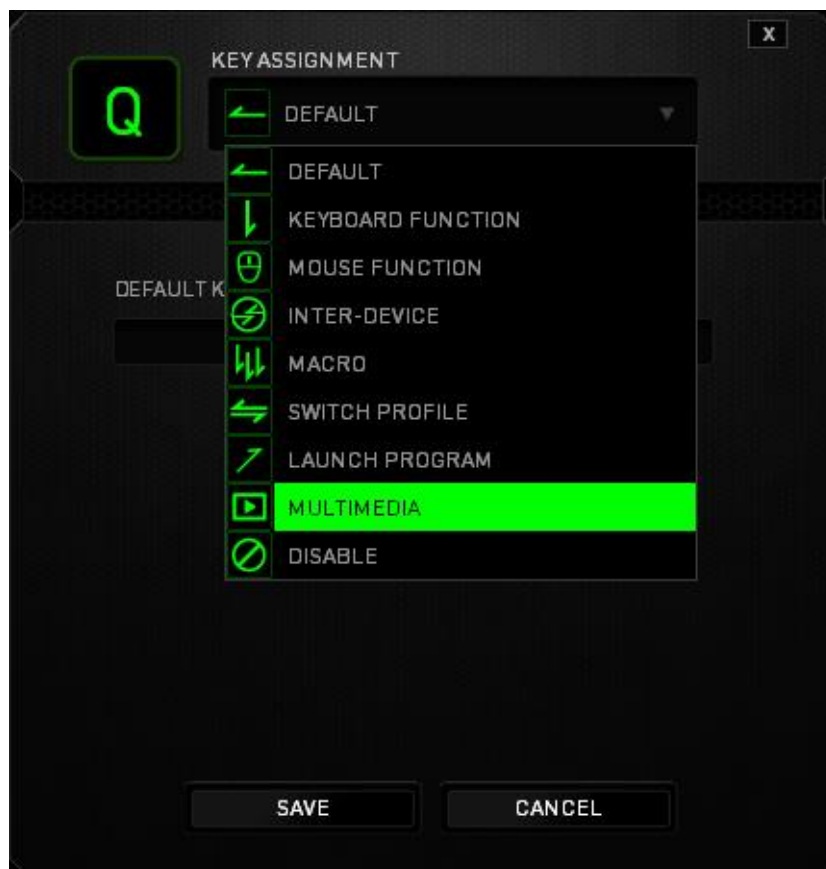 X
KEY ASSIGNMENT
Q
DEFAULT
DEFAULT
KEYBOARD FUNCTION
MOUSE FUNCTION
DEFAULT K
INTER-DEVICE
MACRO
SWITCH PROFILE
LAUNCH PROGRAM
MULTIMEDIA
DISABLE
SAVE
CANCEL